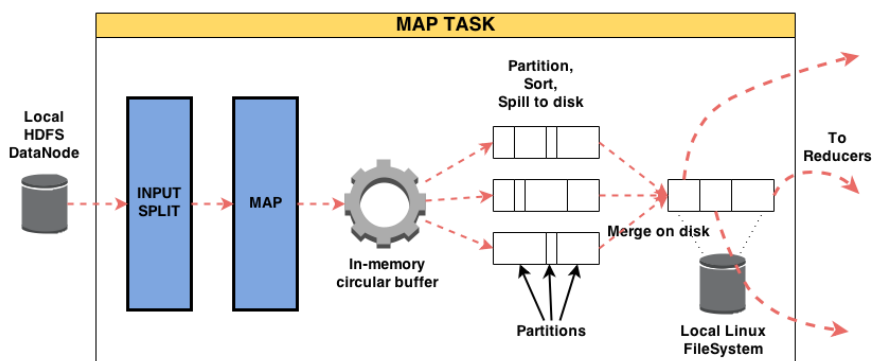 MAP TASK
Local
HDFS
DataNode
INPUT
SPLIT
MAP
In-memory
circular buffer
Partition,
Sort,
Spill to disk
Partitions
Merge on disk
Local Linux
FileSystem
To
Reducers